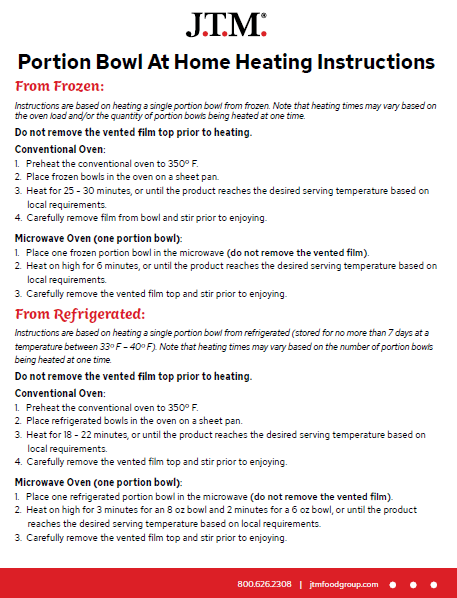 J.T.M.®
Portion Bowl At Home Heating Instructions
From Frozen:
Instructions are based on heating a single portion bowl from frozen. Note that heating times may vary based on
the oven load and/or the quantity of portion bowls being heated at one time.
Do not remove the vented film top prior to heating.
Conventional Oven:
1. Preheat the conventional oven to 350º F.
2. Place frozen bowls in the oven on a sheet pan.
3. Heat for 25 – 30 minutes, or until the product reaches the desired serving temperature based on
local requirements.
4. Carefully remove film from bowl and stir prior to enjoying.
Microwave Oven (one portion bowl):
1. Place one frozen portion bowl in the microwave (do not remove the vented film).
2. Heat on high for 6 minutes, or until the product reaches the desired serving temperature based on
local requirements.
3. Carefully remove the vented film top and stir prior to enjoying.
From Refrigerated:
Instructions are based on heating a single portion bowl from refrigerated (stored for no more than 7 days at a
temperature between 33º F – 40º F). Note that heating times may vary based on the number of portion bowls
being heated at one time.
Do not remove the vented film top prior to heating.
Conventional Oven:
1. Preheat the conventional oven to 350º F.
2. Place refrigerated bowls in the oven on a sheet pan.
3. Heat for 18 – 22 minutes, or until the product reaches the desired serving temperature based on
local requirements.
4. Carefully remove the vented film top and stir prior to enjoying.
Microwave Oven (one portion bowl):
1. Place one refrigerated portion bowl in the microwave (do not remove the vented film).
2. Heat on high for 3 minutes for an 8 oz bowl and 2 minutes for a 6 oz bowl, or until the product
reaches the desired serving temperature based on local requirements.
3. Carefully remove the vented film top and stir prior to enjoying.
800.626.2308 | jtmfoodgroup.com